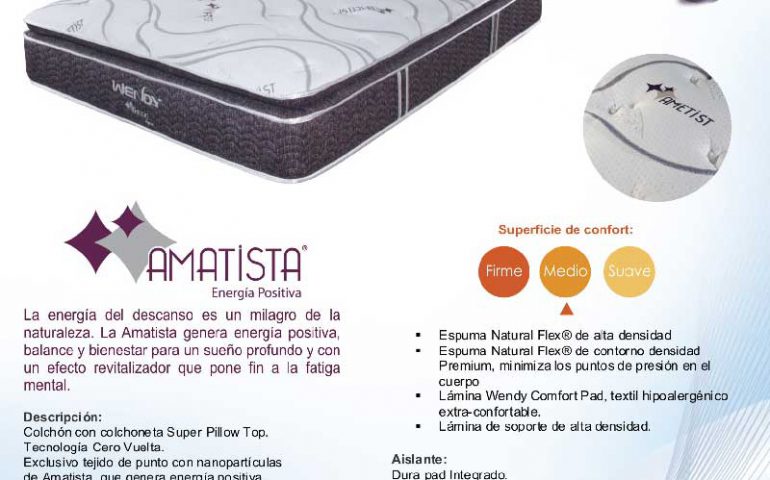 WENDY
AMETIST
AMATİSTA®
Energía Positiva
La energía del descanso es un milagro de la
naturaleza. La Amatista genera energía positiva,
balance y bienestar para un sueño profundo y con
un efecto revitalizador que pone fin a la fatiga
mental.
Descripción:
Colchón con colchoneta Super Pillow Top.
Tecnología Cero Vuelta.
Exclusivo tejido de punto con nanopartículas
de Amatista, que genera energía positiva
Superficie de confort:
Firme Medio Suave
▪ Espuma Natural Flex® de alta densidad
▪ Espuma Natural Flex® de contorno densidad
Premium, minimiza los puntos de presión en el
cuerpo
▪ Lámina Wendy Comfort Pad, textil hipoalergénico
extra-confortable.
▪ Lámina de soporte de alta densidad.
Aislante:
Dura pad Integrado.